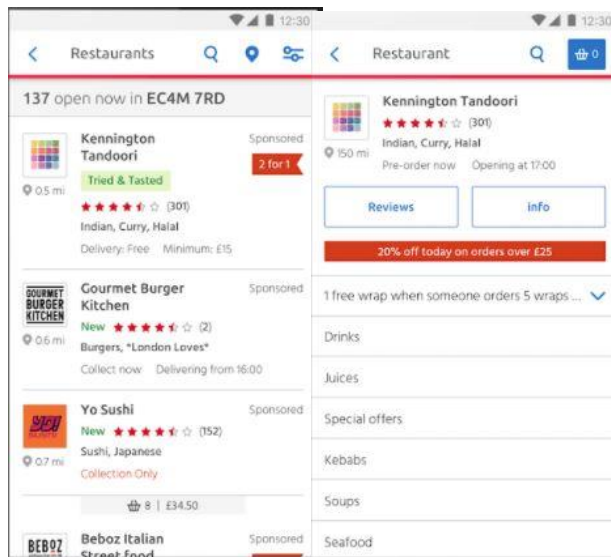 12:30
Restaurants
137 open now in EC4M 7RD
Kennington
Tandoori
Sponsored
2 for 1
Tried & Tasted
0.5 mi
(301)
Indian, Curry, Halal
Delivery: Free Minimum: £15
GOURMET
BURGER
KITCHEN
Gourmet Burger
Kitchen
Sponsored
New (2)
0.6 mi
Burgers, *London Loves*
Collect now Delivering from 16:00
YO!
Yo Sushi
Sponsored
New (152)
0.7 mi
Sushi, Japanese
Collection Only
8 | £34.50
BEBOZ
Beboz Italian
Street food
Sponsored
12:30
Restaurant
0
Kennington Tandoori
(301)
Indian, Curry, Halal
150 mi
Pre-order now Opening at 17:00
Reviews
info
20% off today on orders over £25
1 free wrap when someone orders 5 wraps ...
Drinks
Juices
Special offers
Kebabs
Soups
Seafood